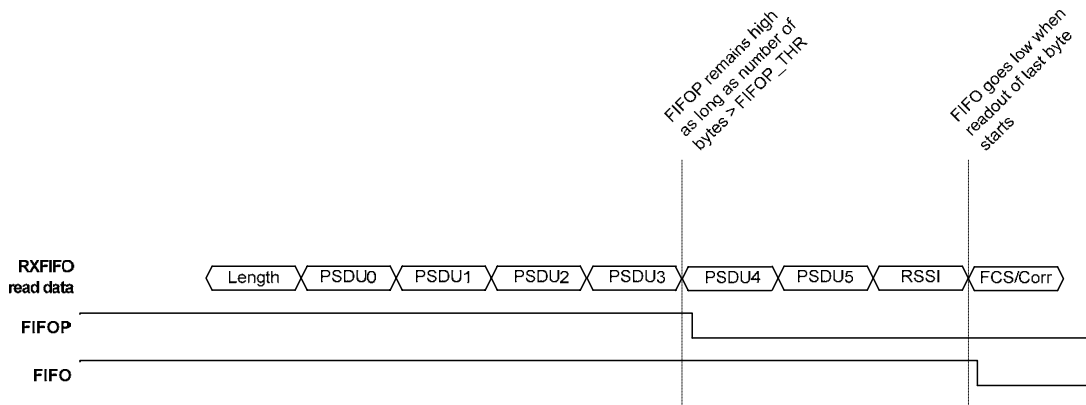 FIFOP remains high
as long as number of
bytes > FIFOP_THR
FIFO goes low when
readout of last byte
starts
RXFIFO
read data
Length
PSDU0
PSDU1
PSDU2
PSDU3
PSDU4
PSDU5
RSSI
FCS/Corr
FIFOP
FIFO